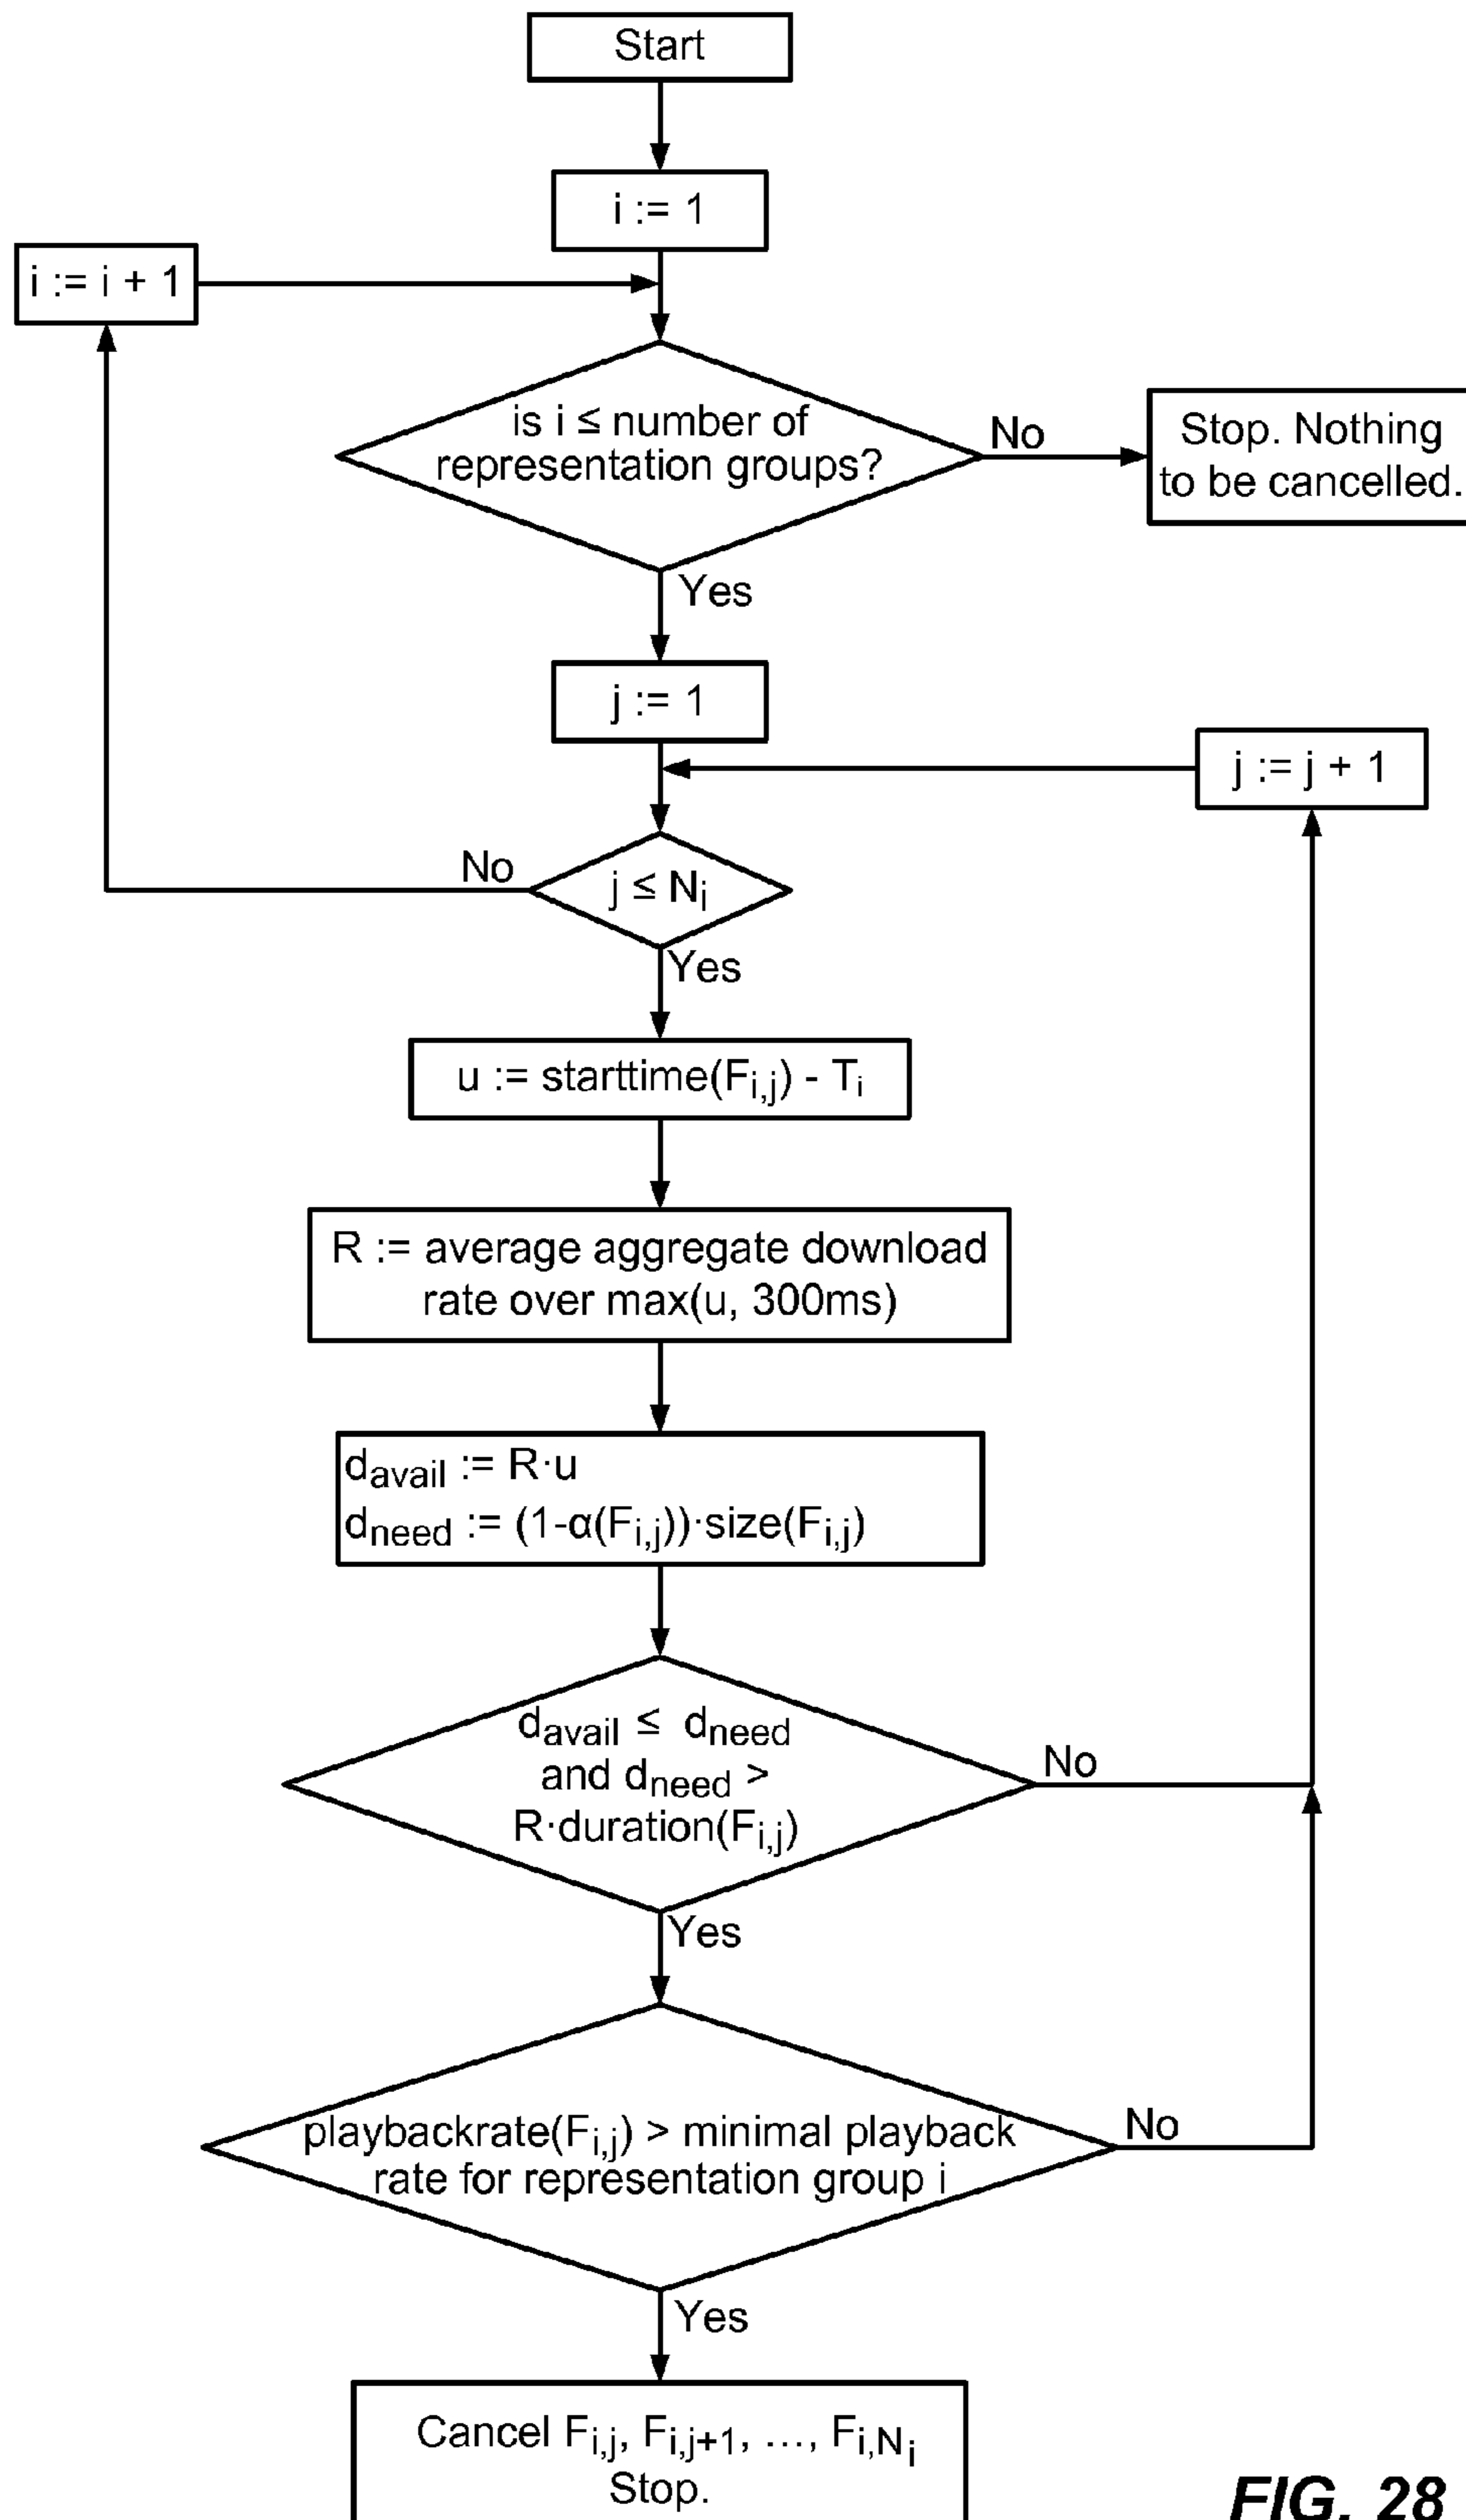 Start
i := 1
i := i + 1
is i ≤ number of
representation groups?
No
Stop. Nothing
to be cancelled.
Yes
j := 1
j := j + 1
No
j ≤ Ni
Yes
u := starttime(Fi,j) - Ti
R := average aggregate download
rate over max(u, 300ms)
davail := R·u
dneed := (1-α(Fi,j))·size(Fi,j)
davail ≤ dneed
and dneed >
R·duration(Fi,j)
No
Yes
playbackrate(Fi,j) > minimal playback
rate for representation group i
No
Yes
Cancel Fi,j, Fi,j+1, ..., Fi,Ni
Stop.
FIG. 28